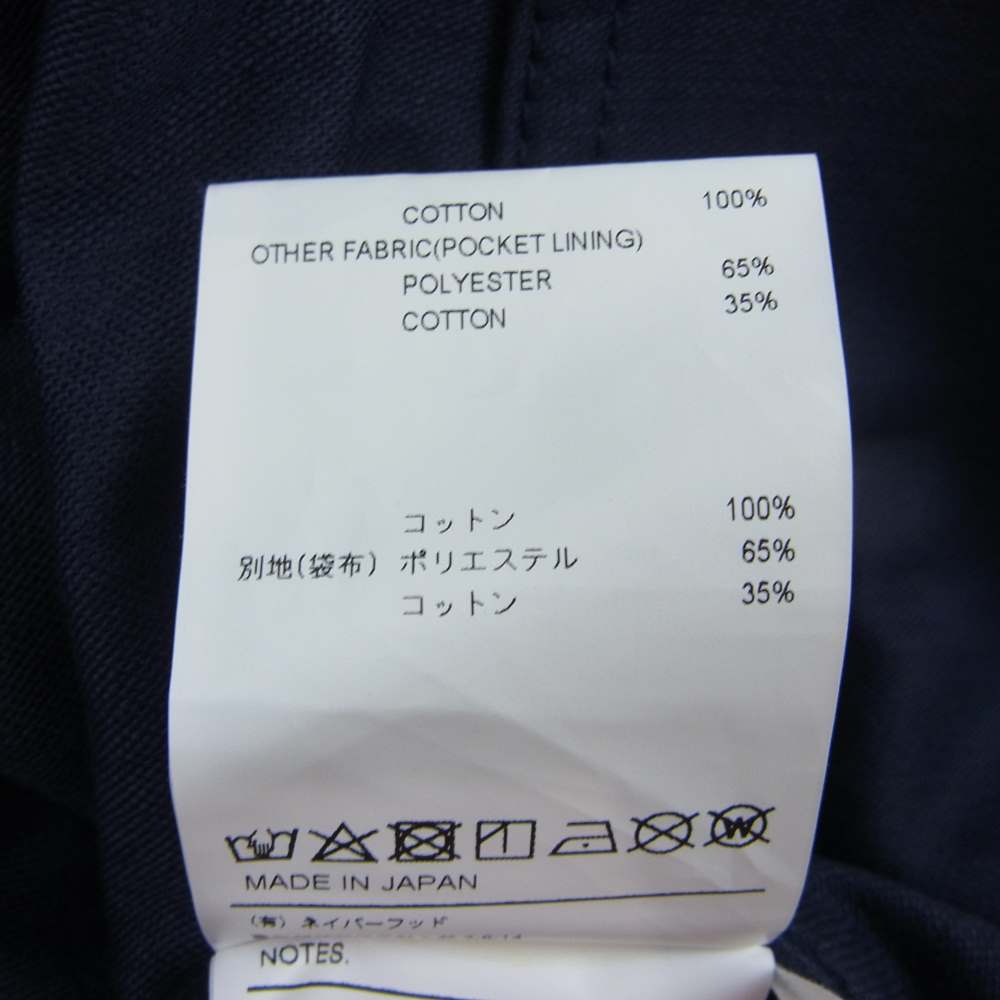 COTTON 100%
OTHER FABRIC(POCKET LINING)
POLYESTER 65%
COTTON 35%
コットン 100%
別地(袋布) ポリエステル 65%
コットン 35%
W
MADE IN JAPAN
(有) ネイバーフッド
NOTES.